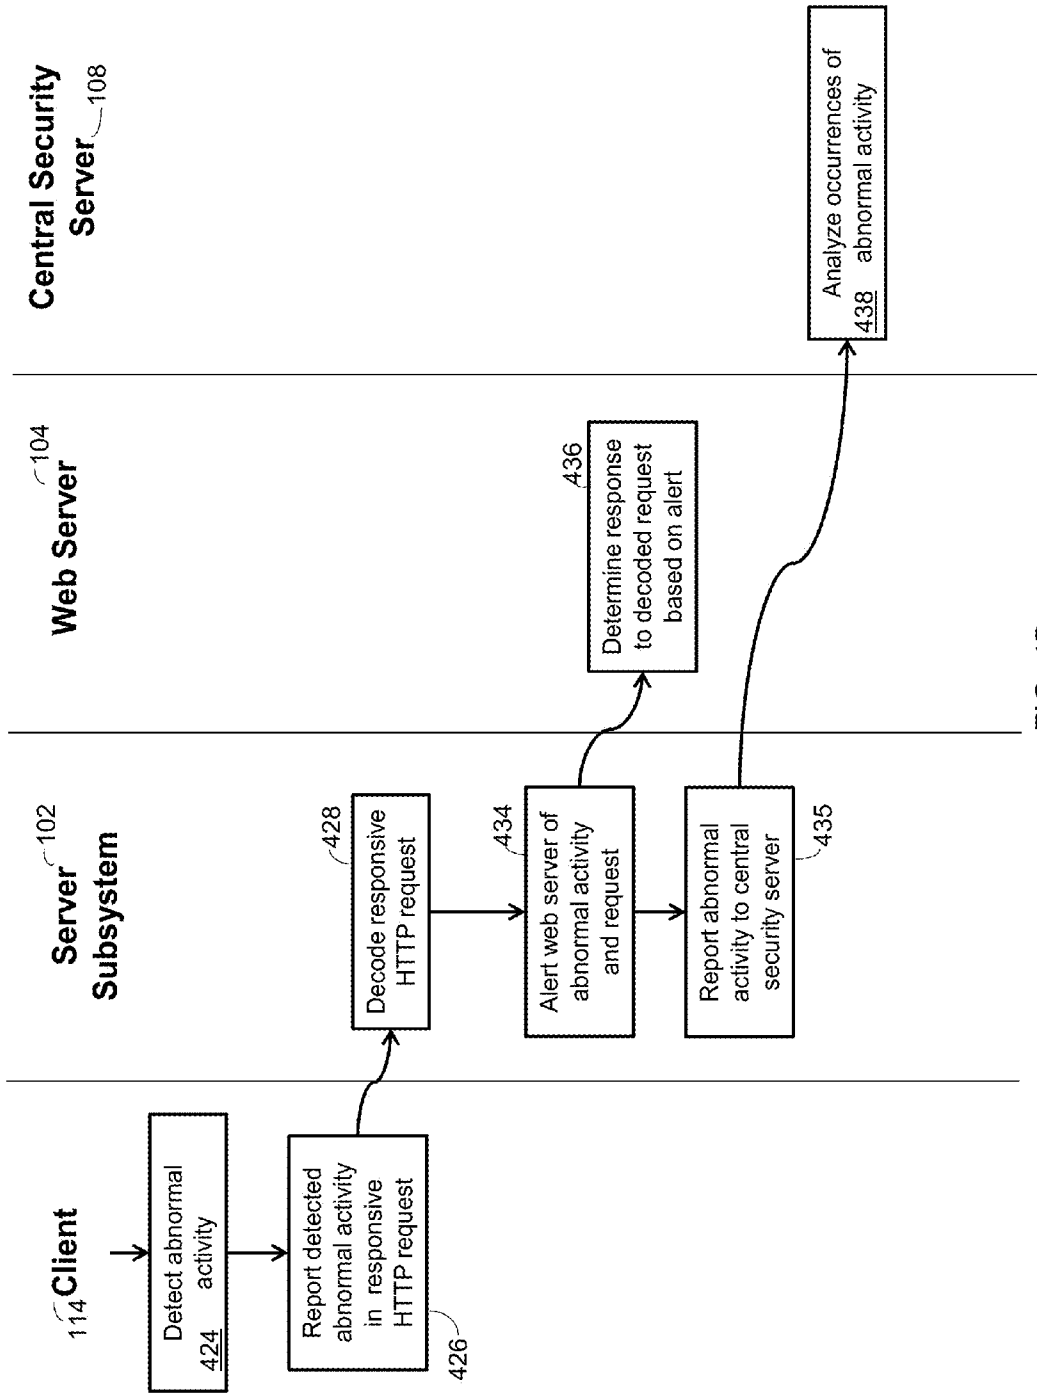 114
Client
Server
Subsystem
102
Web Server
104
Central Security
Server
108
Detect abnormal
424 activity
Report detected
abnormal activity
in responsive
HTTP request
426
428
Decode responsive
HTTP request
434
Alert web server of
abnormal activity
and request
436
Determine response
to decoded request
based on alert
Report abnormal
activity to central
security server
435
Analyze occurrences of
438 abnormal activity